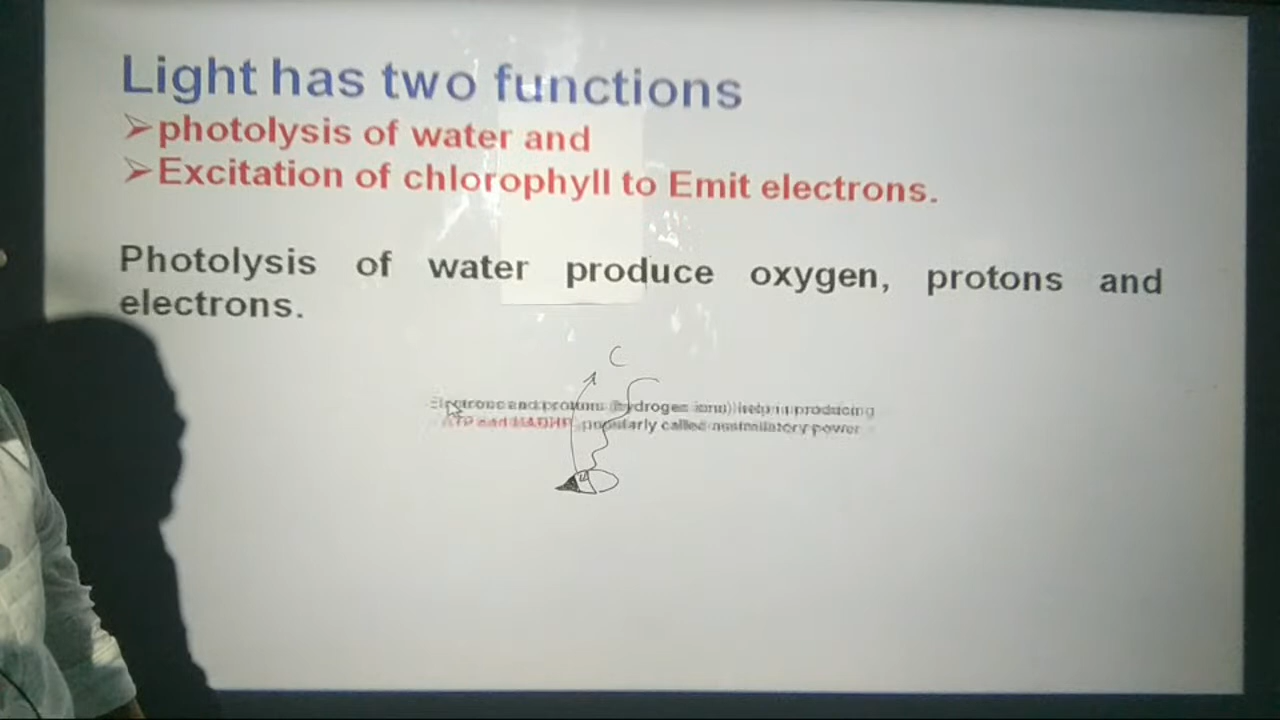 Light has two functions
➢photolysis of water and
➢Excitation of chlorophyll to Emit electrons.
Photolysis of water produce oxygen, protons and
electrons.
C
Electrons and protons (hydrogen ions) help in producing
ATP and NADHP popularly called assimilatory power